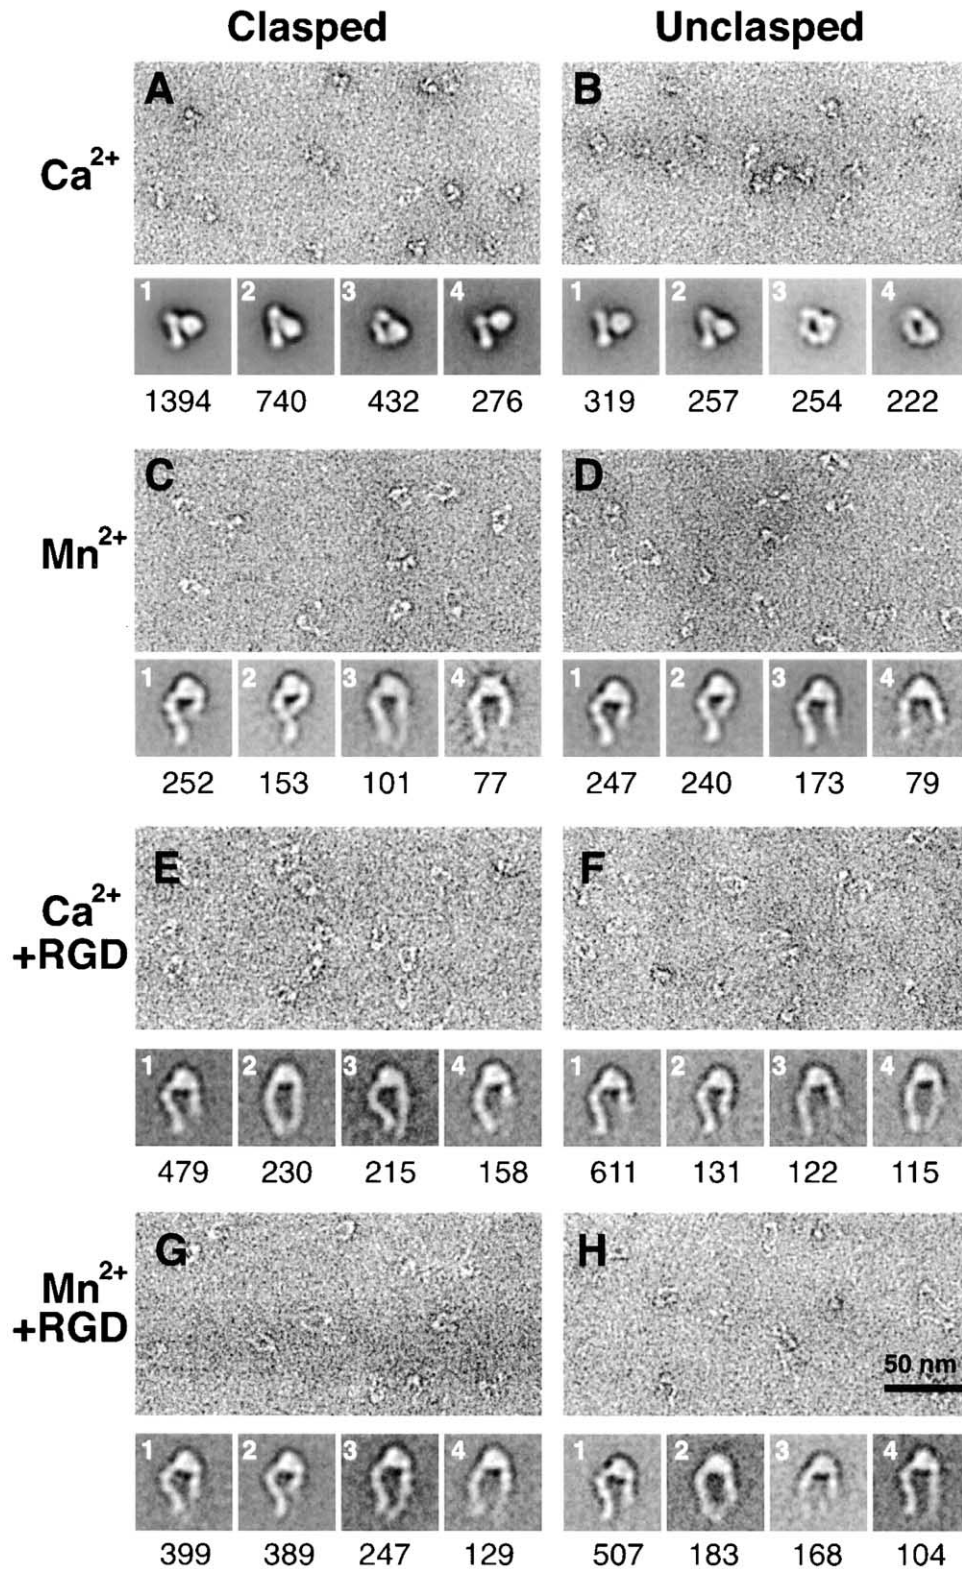 Clasped Unclasped
A B
Ca2+
1 2 3 4 1 2 3 4
1394 740 432 276 319 257 254 222
C D
Mn2+
1 2 3 4 1 2 3 4
252 153 101 77 247 240 173 79
E F
Ca2+
+RGD
1 2 3 4 1 2 3 4
479 230 215 158 611 131 122 115
G H
Mn2+
+RGD
50 nm
1 2 3 4 1 2 3 4
399 389 247 129 507 183 168 104